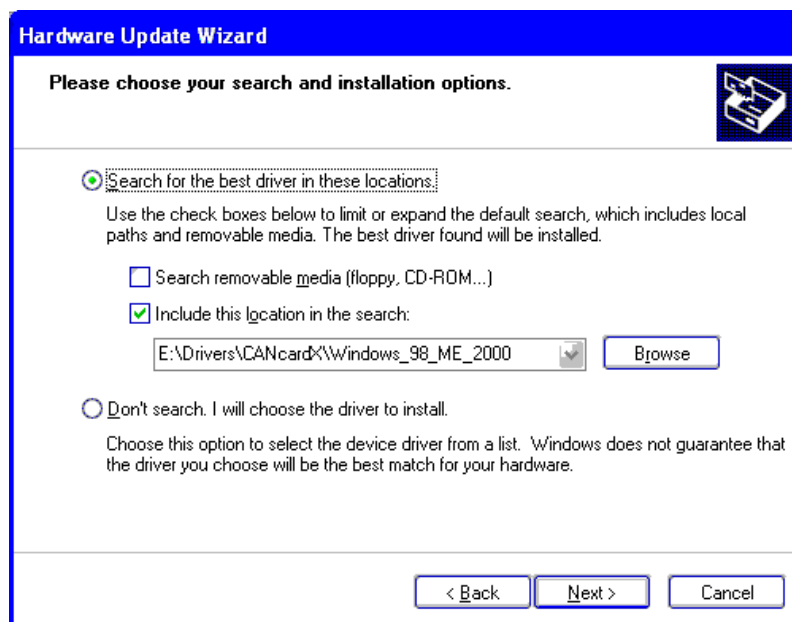 Hardware Update Wizard
Please choose your search and installation options.
Search for the best driver in these locations.
Use the check boxes below to limit or expand the default search, which includes local
paths and removable media. The best driver found will be installed.
Search removable media (floppy, CD-ROM...)
Include this location in the search:
E:\Drivers\CANcardX\Windows_98_ME_2000
Browse
Don't search. I will choose the driver to install.
Choose this option to select the device driver from a list. Windows does not guarantee that
the driver you choose will be the best match for your hardware.
< Back
Next >
Cancel